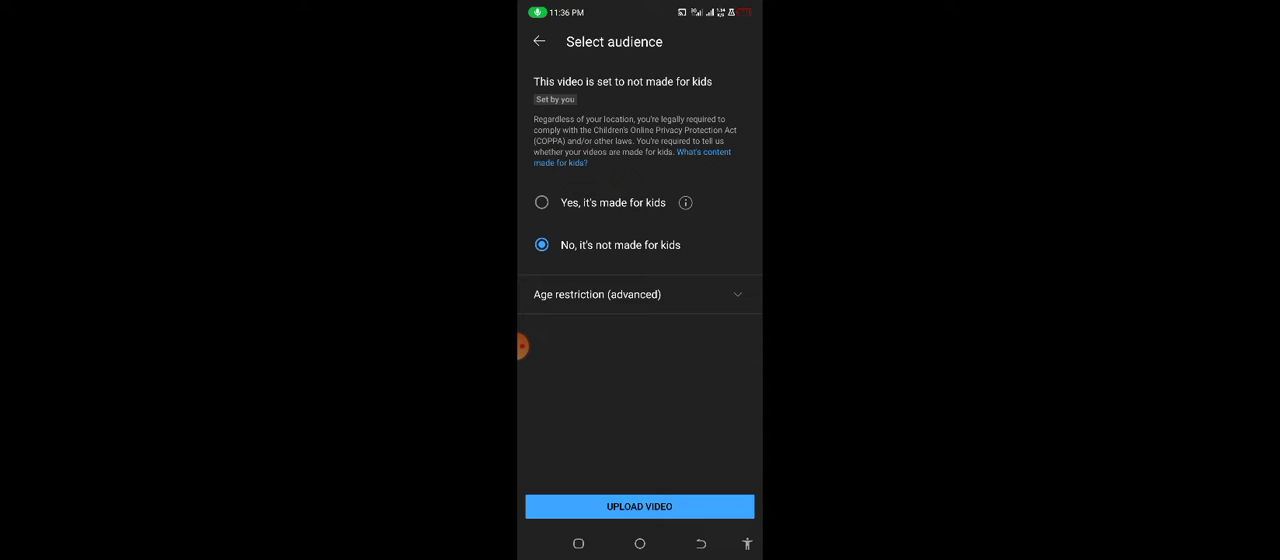 11:36 PM
Select audience
This video is set to not made for kids
Set by you
Regardless of your location, you're legally required to
comply with the Children's Online Privacy Protection Act
(COPPA) and/or other laws. You're required to tell us
whether your videos are made for kids. What's content
made for kids?
Yes, it's made for kids
No, it's not made for kids
Age restriction (advanced)
UPLOAD VIDEO